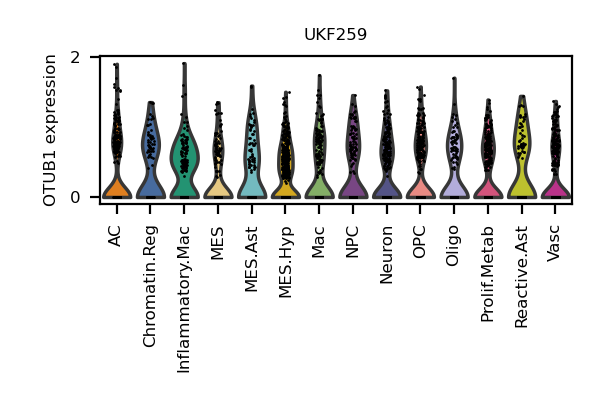 UKF259
OTUB1 expression
2
0
AC
Chromatin.Reg
Inflammatory.Mac
MES
MES.Ast
MES.Hyp
Mac
NPC
Neuron
OPC
Oligo
Prolif.Metab
Reactive.Ast
Vasc